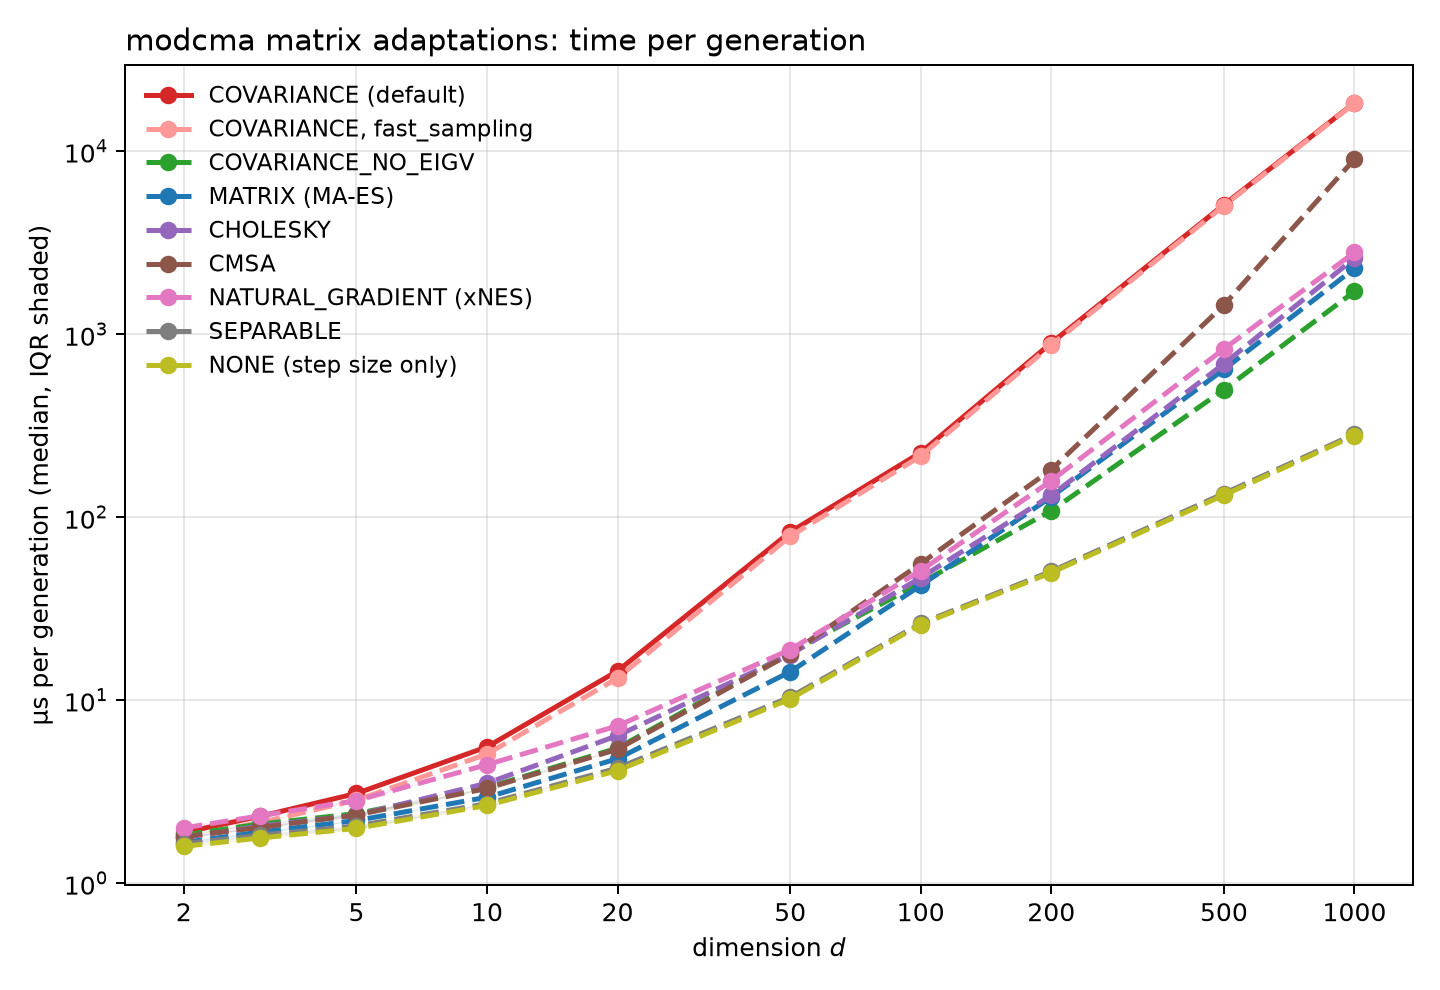 modcma matrix adaptations: time per generation
COVARIANCE (default)
COVARIANCE, fast_sampling
COVARIANCE_NO_EIGV
MATRIX (MA-ES)
CHOLESKY
CMSA
NATURAL_GRADIENT (xNES)
SEPARABLE
NONE (step size only)
µs per generation (median, IQR shaded)
10⁴
10³
10²
10¹
10⁰
2 5 10 20 50 100 200 500 1000
dimension d